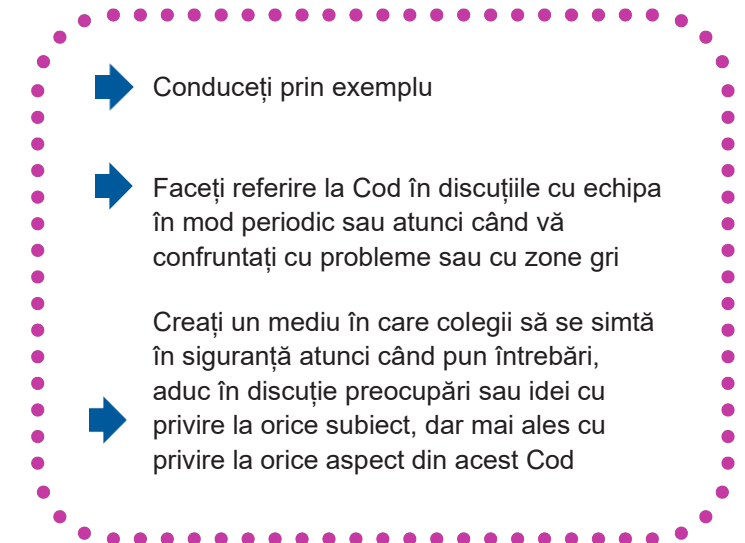 Conduceți prin exemplu
Faceți referire la Cod în discuțiile cu echipa
în mod periodic sau atunci când vă
confruntați cu probleme sau cu zone gri
Creați un mediu în care colegii să se simtă
în siguranță atunci când pun întrebări,
aduc în discuție preocupări sau idei cu
privire la orice subiect, dar mai ales cu
privire la orice aspect din acest Cod